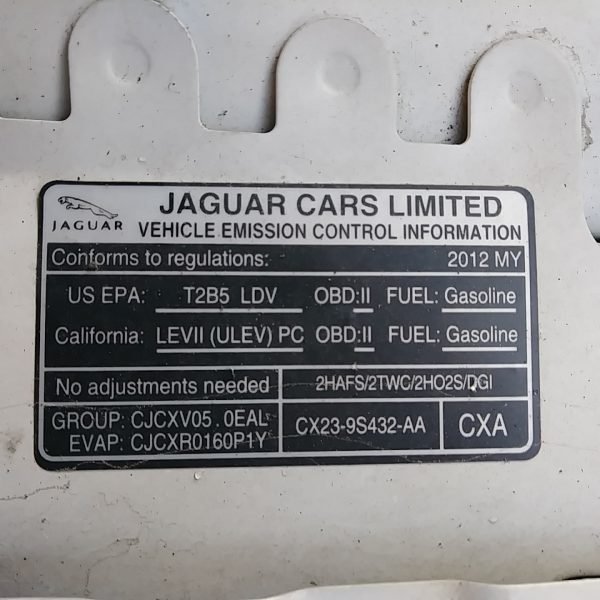 JAGUAR
JAGUAR CARS LIMITED
VEHICLE EMISSION CONTROL INFORMATION
Conforms to regulations: 2012 MY
US EPA: T2B5 LDV OBD:II FUEL: Gasoline
California: LEVII (ULEV) PC OBD:II FUEL: Gasoline
No adjustments needed 2HAFS/2TWC/2HO2S/DGI
GROUP: CJCXV05.0EAL
EVAP: CJCXR0160P1Y
CX23-9S432-AA
CXA